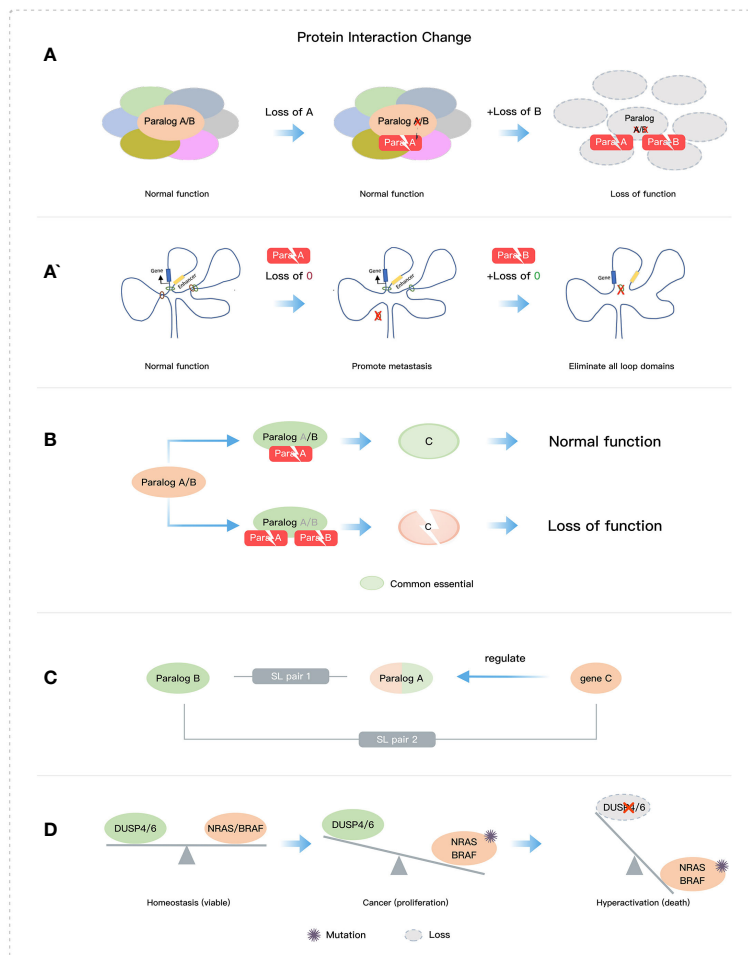 Protein Interaction Change
A
Paralog A/B
Loss of A
Paralog A/B
Para-A
+Loss of B
Paralog
A/B
Para-A
Para-B
Normal function
Normal function
Loss of function
A`
Gene
Enhancer
Para-A
Loss of 0
Gene
Enhancer
Para-B
+Loss of 0
Gene
Normal function
Promote metastasis
Eliminate all loop domains
B
Paralog A/B
Para-A
C
Normal function
Paralog A/B
Paralog A/B
Para-A
Para-B
C
Loss of function
Common essential
C
Paralog B
SL pair 1
Paralog A
regulate
gene C
SL pair 2
D
DUSP4/6
NRAS/BRAF
DUSP4/6
NRAS
BRAF
DUSP4/6
NRAS
BRAF
Homeostasis (viable)
Cancer (proliferation)
Hyperactivation (death)
Mutation
Loss